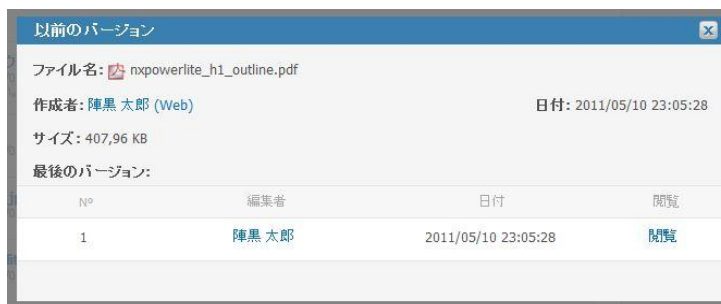 以前のバージョン
ファイル名: nxpowerlite_h1_outline.pdf
作成者: 陣黒 太郎 (Web) 日付: 2011/05/10 23:05:28
サイズ: 407,96 KB
最後のバージョン:
Nº 編集者 日付 閲覧
1 陣黒 太郎 2011/05/10 23:05:28 閲覧